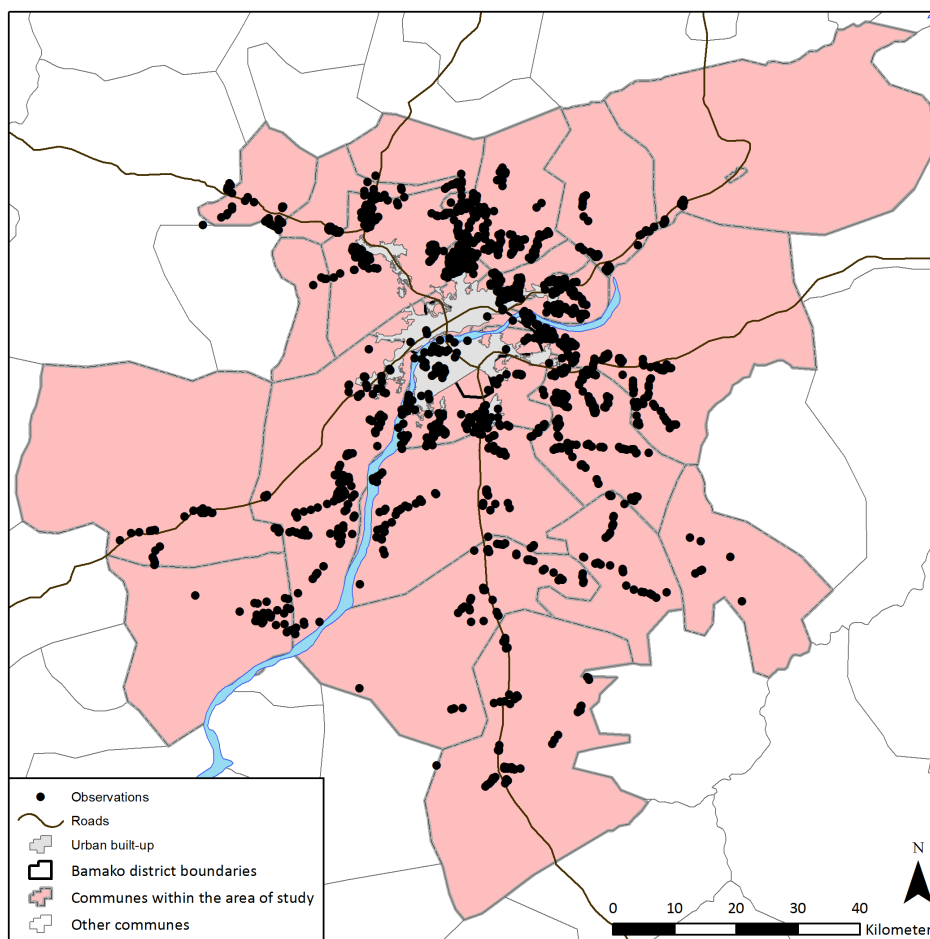 Observations
Roads
Urban built-up
Bamako district boundaries
Communes within the area of study
Other communes
N
0 10 20 30 40
Kilometer